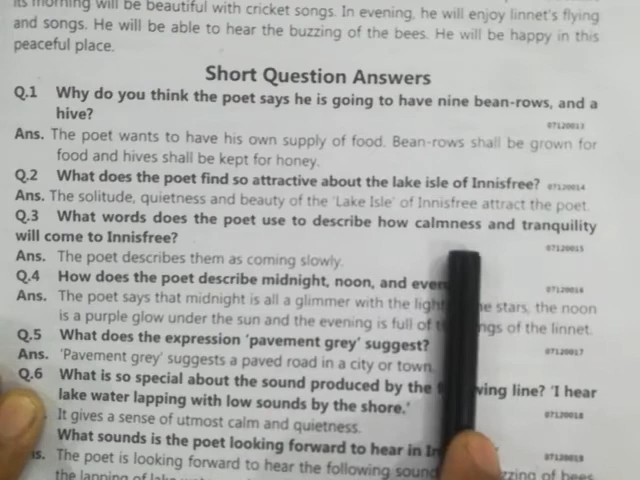 its morning will be beautiful with cricket songs. In evening, he will enjoy linnet's flying
and songs. He will be able to hear the buzzing of the bees. He will be happy in this
peaceful place.
Short Question Answers
Q.1 Why do you think the poet says he is going to have nine bean-rows, and a
hive? 07120013
Ans. The poet wants to have his own supply of food. Bean-rows shall be grown for
food and hives shall be kept for honey.
Q.2 What does the poet find so attractive about the lake isle of Innisfree? 07120014
Ans. The solitude, quietness and beauty of the 'Lake Isle' of Innisfree attract the poet.
Q.3 What words does the poet use to describe how calmness and tranquility
will come to Innisfree? 07120015
Ans. The poet describes them as coming slowly.
Q.4 How does the poet describe midnight, noon, and 07120016
Ans. The poet says that midnight is all a glimmer with the stars, the noon
is a purple glow under the sun and the evening is full of of the linnet.
Q.5 What does the expression 'pavement grey' suggest? 07120017
Ans. 'Pavement grey' suggests a paved road in a city or town.
Q.6 What is so special about the sound produced by the line? 'I hear
lake water lapping with low sounds by the shore.' 07120018
It gives a sense of utmost calm and quietness.
What sounds is the poet looking forward to hear in 07120019
The poet is looking forward to hear the following of bees,
the lapping of lake